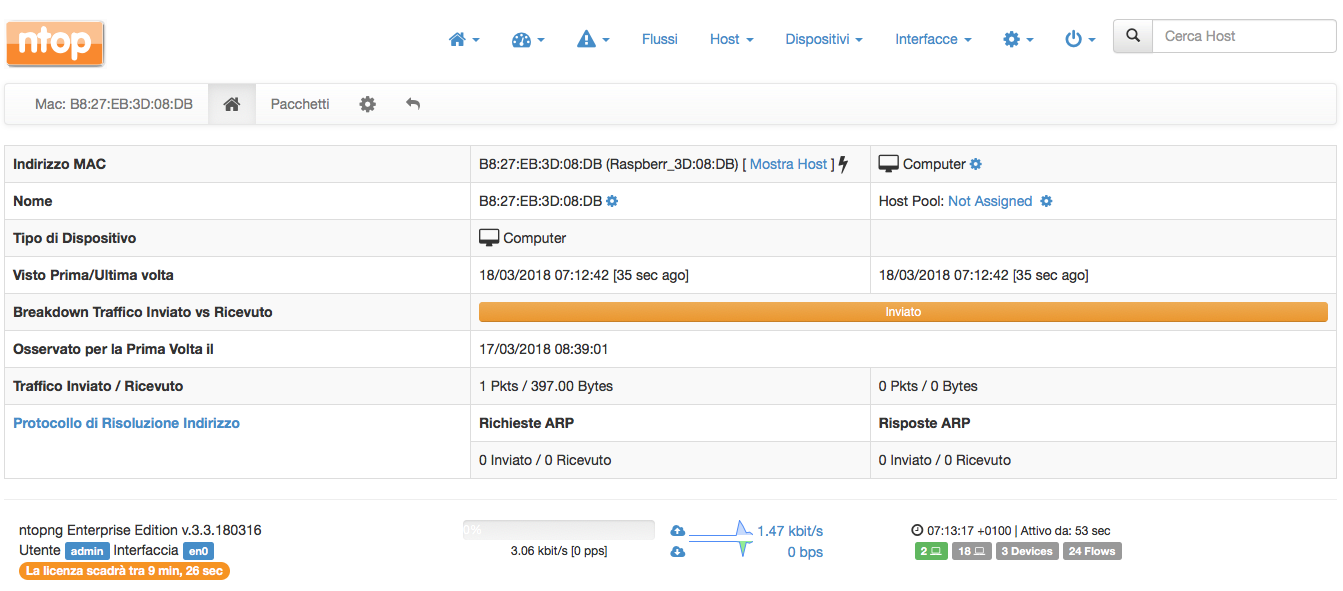 ntop
Flussi Host Dispositivi Interfacce Cerca Host
Mac: B8:27:EB:3D:08:DB Pacchetti
Indirizzo MAC B8:27:EB:3D:08:DB (Raspberr_3D:08:DB) [ Mostra Host ] Computer
Nome B8:27:EB:3D:08:DB Host Pool: Not Assigned
Tipo di Dispositivo Computer
Visto Prima/Ultima volta 18/03/2018 07:12:42 [35 sec ago] 18/03/2018 07:12:42 [35 sec ago]
Breakdown Traffico Inviato vs Ricevuto Inviato
Osservato per la Prima Volta il 17/03/2018 08:39:01
Traffico Inviato / Ricevuto 1 Pkts / 397.00 Bytes 0 Pkts / 0 Bytes
Protocollo di Risoluzione Indirizzo Richieste ARP Risposte ARP
0 Inviato / 0 Ricevuto 0 Inviato / 0 Ricevuto
ntopng Enterprise Edition v.3.3.180316 0% 1.47 kbit/s 07:13:17 +0100 | Attivo da: 53 sec
Utente admin Interfaccia en0 3.06 kbit/s [0 pps] 0 bps 2 18 3 Devices 24 Flows
La licenza scadrà tra 9 min, 26 sec